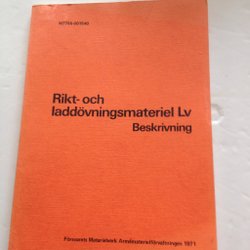 Rikt- och
laddövningsmateriel Lv
Beskrivning
Försvarets Materielverk Armématerielförvaltningen 1971